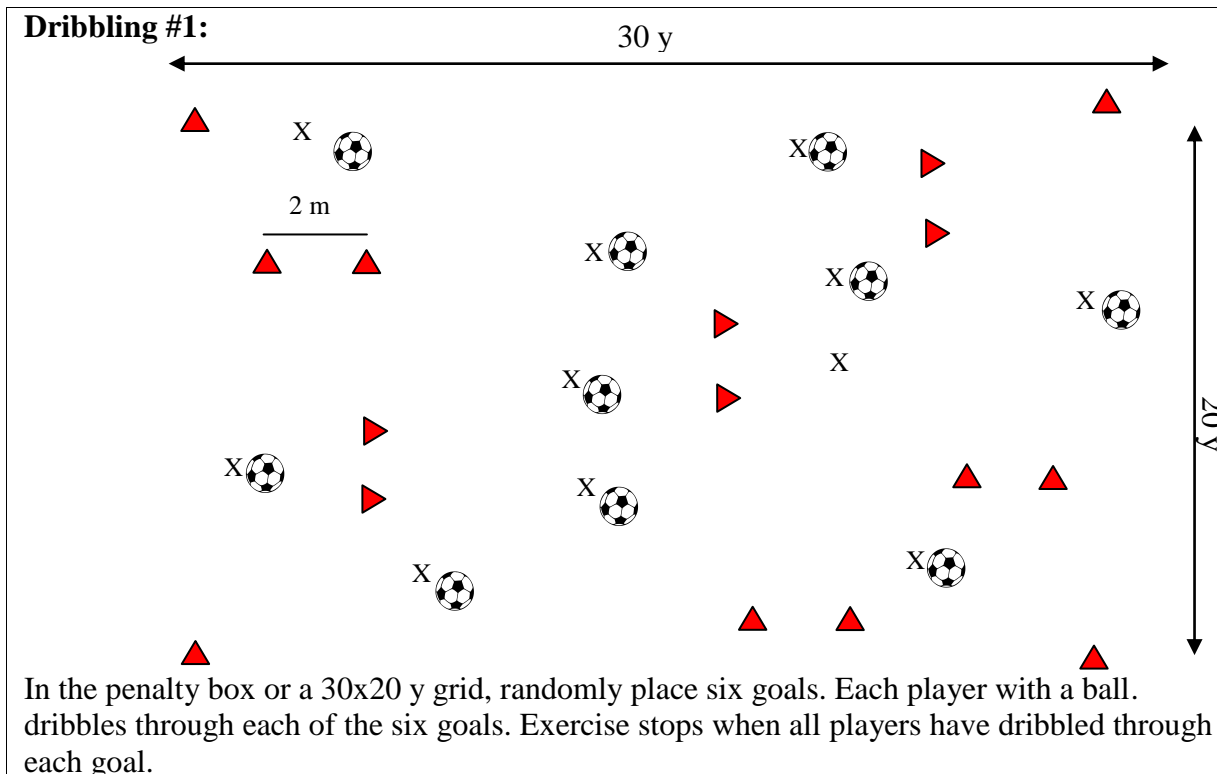 Dribbling #1:
30 y
X
X
2 m
X
X
X
X
X
20 y
X
X
X
X
In the penalty box or a 30x20 y grid, randomly place six goals. Each player with a ball.
dribbles through each of the six goals. Exercise stops when all players have dribbled through
each goal.